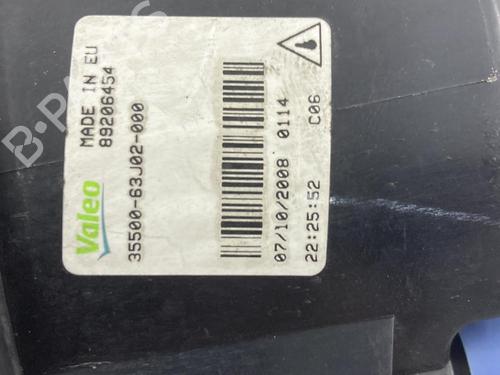 Valeo
MADE IN EU
89206454
35500-63J02-000
07/10/2008 0114
22:25:52 C06
B-PARTS